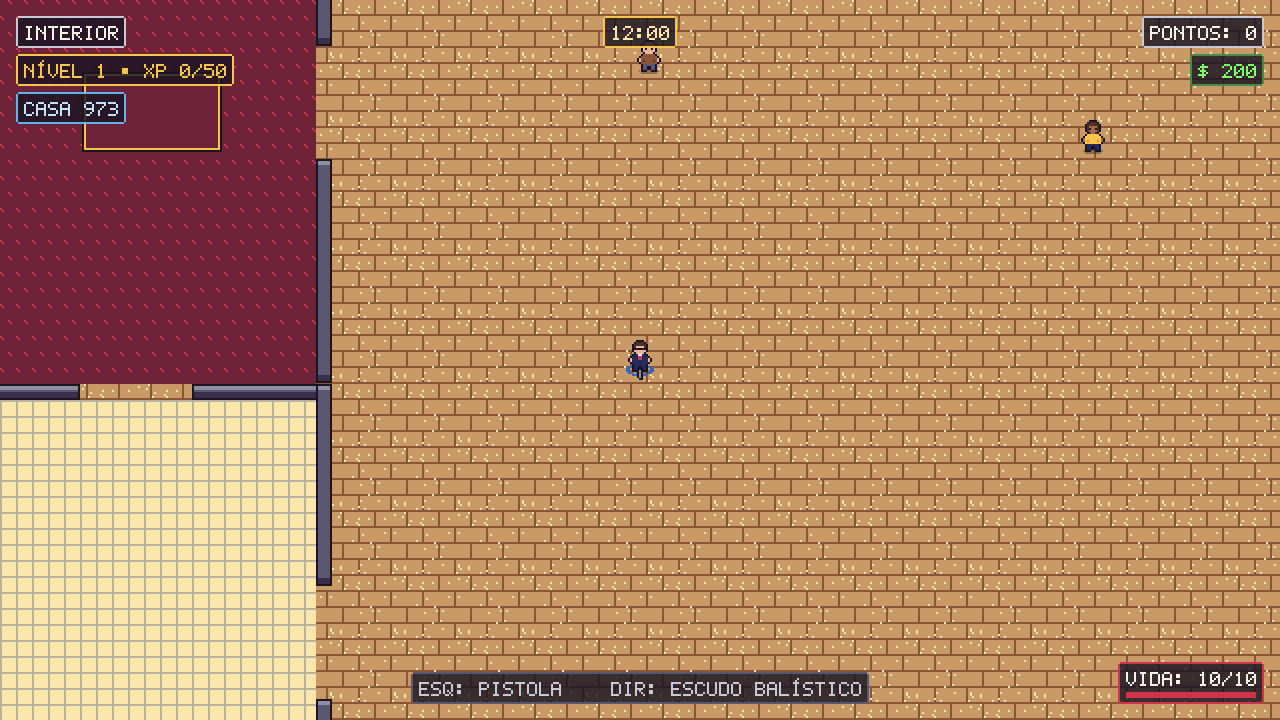 INTERIOR
12:00
PONTOS: 0
NÍVEL 1 ▪ XP 0/50
$ 200
CASA 973
ESQ: PISTOLA DIR: ESCUDO BALÍSTICO
VIDA: 10/10